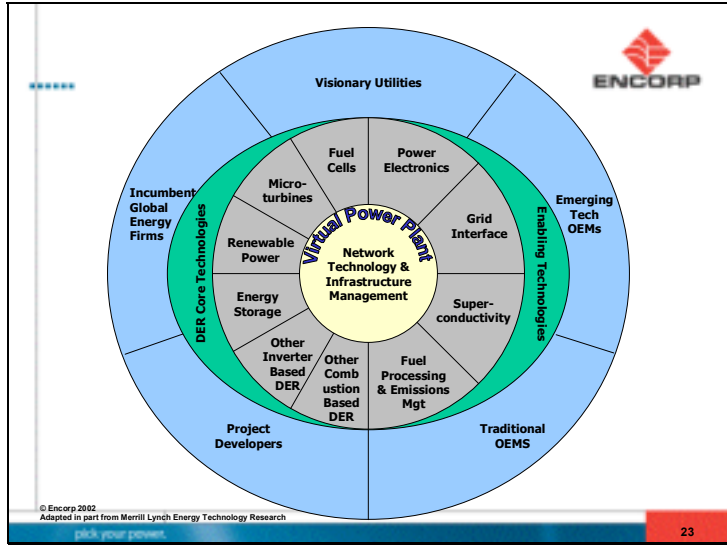 ENCORP
Visionary Utilities
Incumbent
Global
Energy
Firms
Emerging
Tech
OEMs
Project
Developers
Traditional
OEMS
DER Core Technologies
Enabling Technologies
Fuel
Cells
Power
Electronics
Micro-
turbines
Grid
Interface
Renewable
Power
Energy
Storage
Super-
conductivity
Other
Inverter
Based
DER
Other
Comb
ustion
Based
DER
Fuel
Processing
& Emissions
Mgt
Virtual Power Plant
Network
Technology &
Infrastructure
Management
© Encorp 2002
Adapted in part from Merrill Lynch Energy Technology Research
pick your power.
23